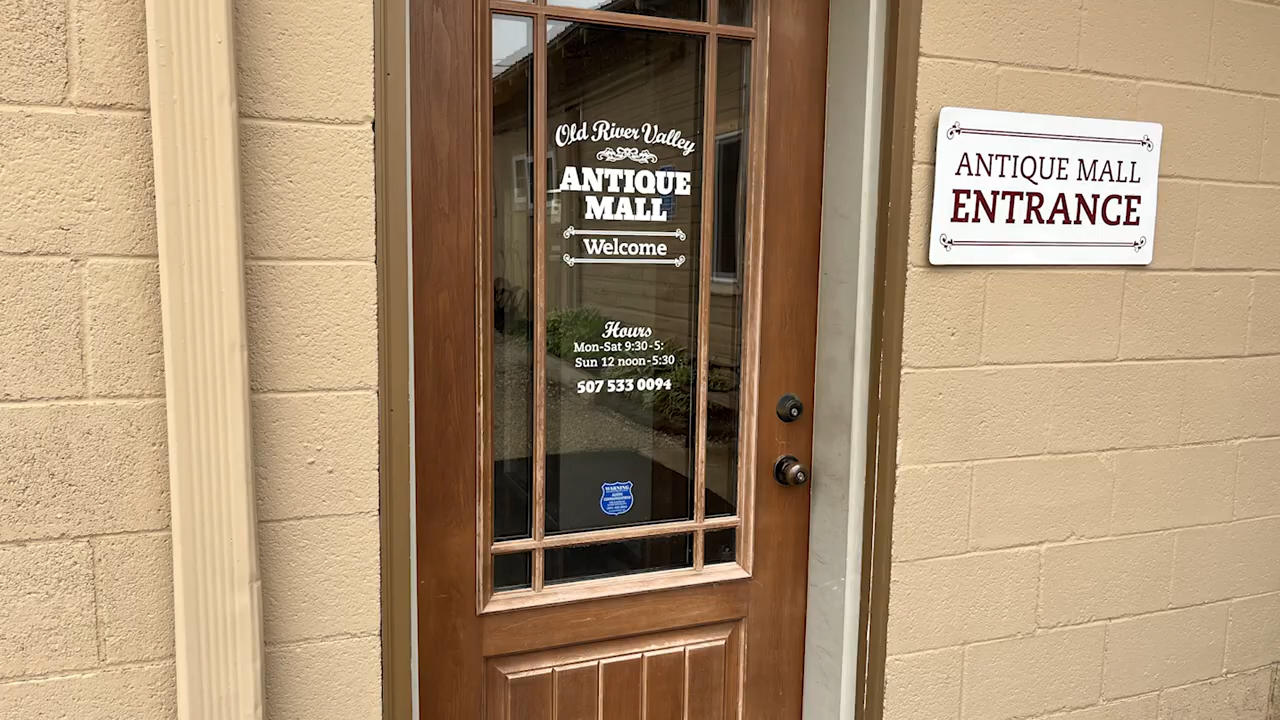 Old River Valley
ANTIQUE
MALL
Welcome
Hours
Mon-Sat 9:30-5:
Sun 12 noon-5:30
507 533 0094
WARNING
ANTIQUE MALL
ENTRANCE